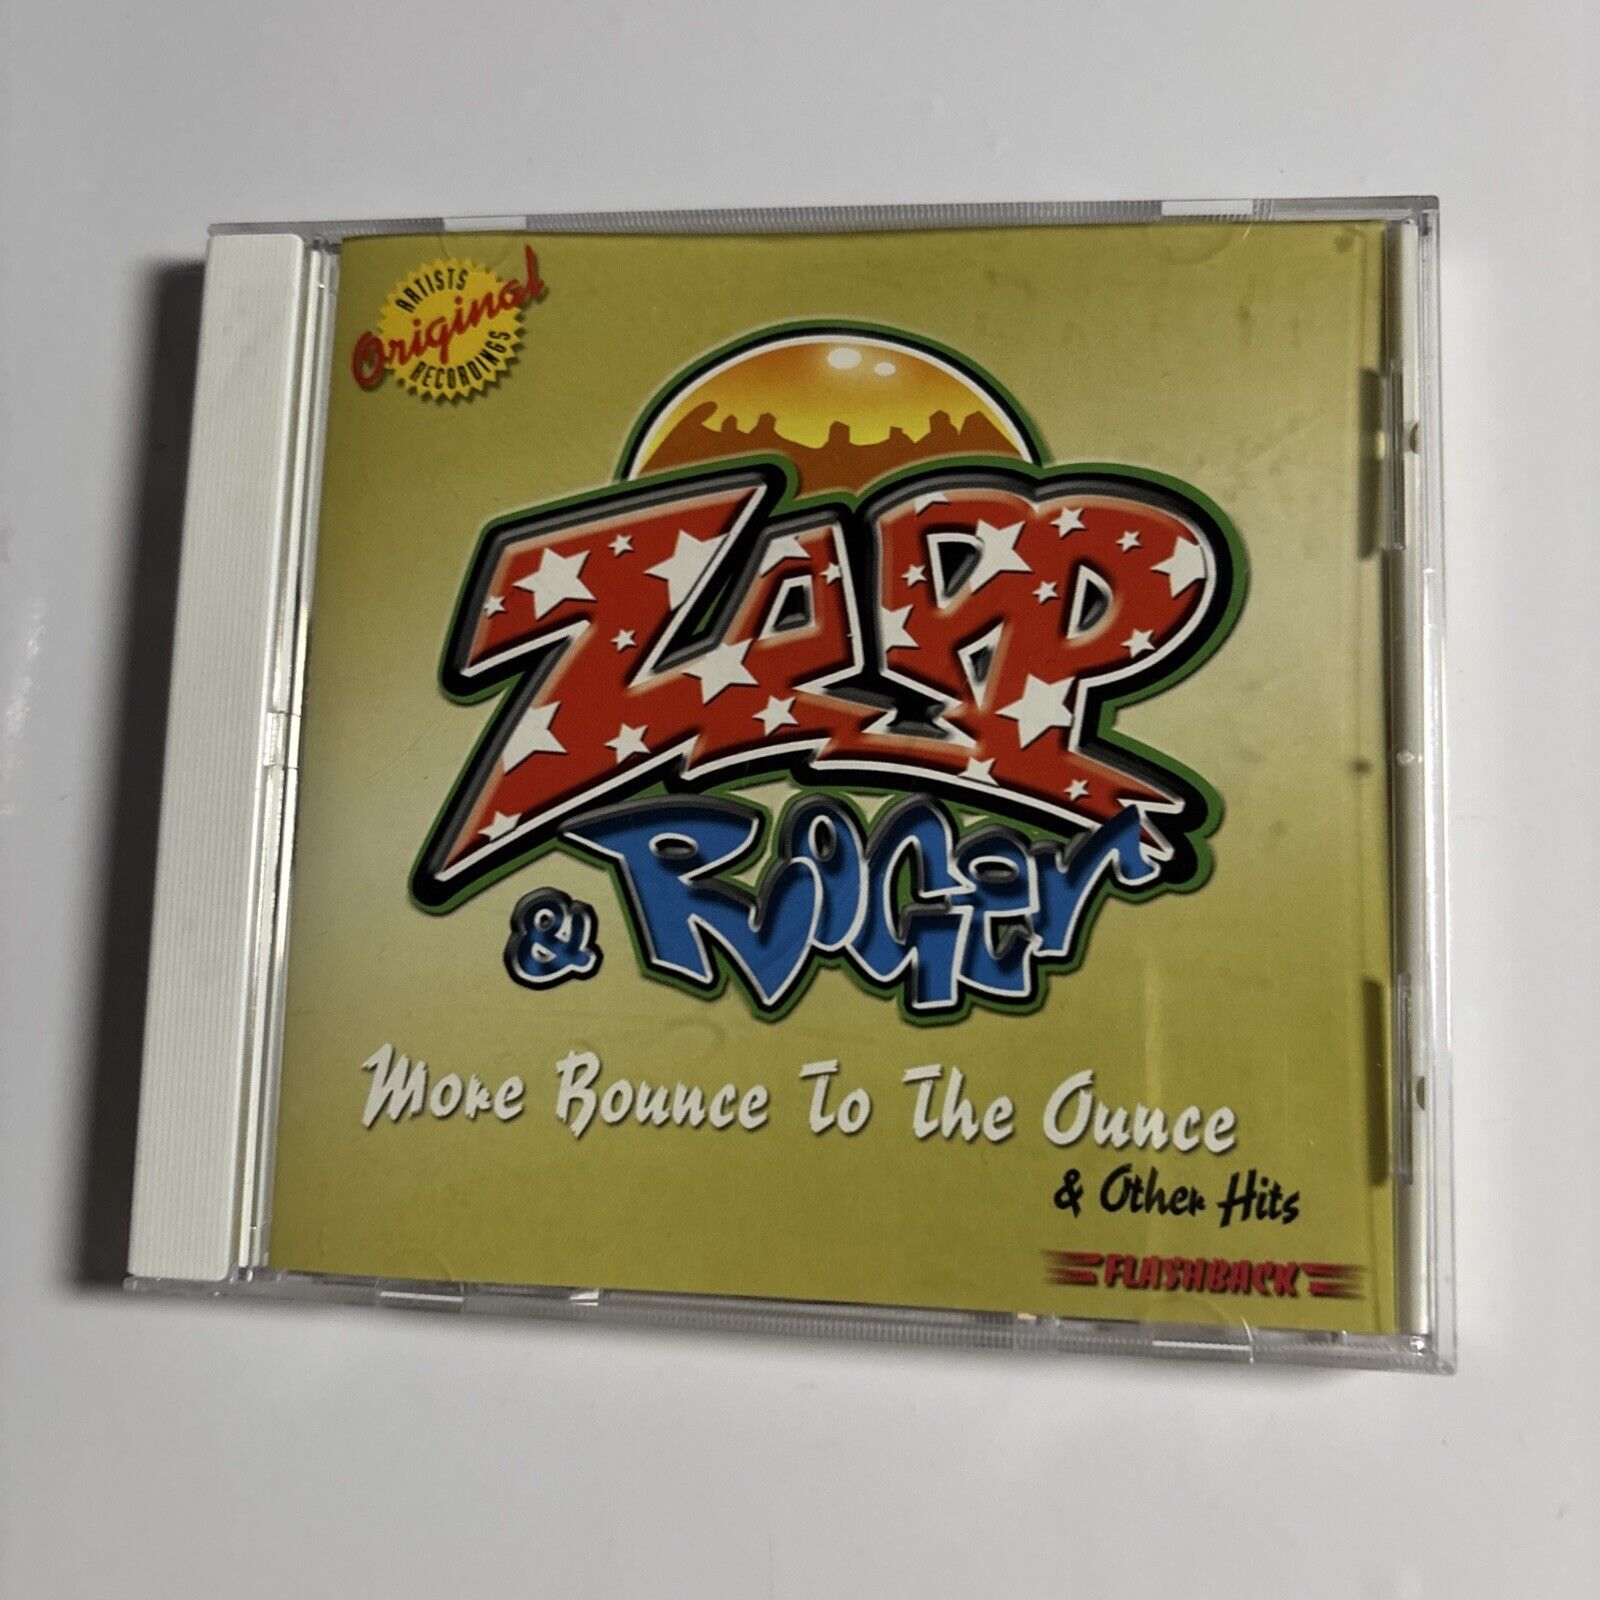 ARTISTS
Original
RECORDINGS
ZAPP
& ROGER
More Bounce To The Ounce
& Other Hits
FLASHBACK